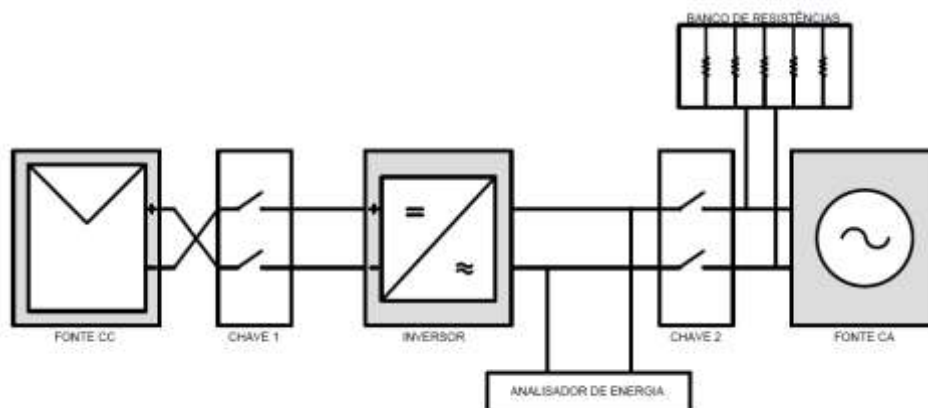 BANCO DE RESISTÊNCIAS
FONTE CC
CHAVE 1
INVERSOR
CHAVE 2
FONTE CA
ANALISADOR DE ENERGIA